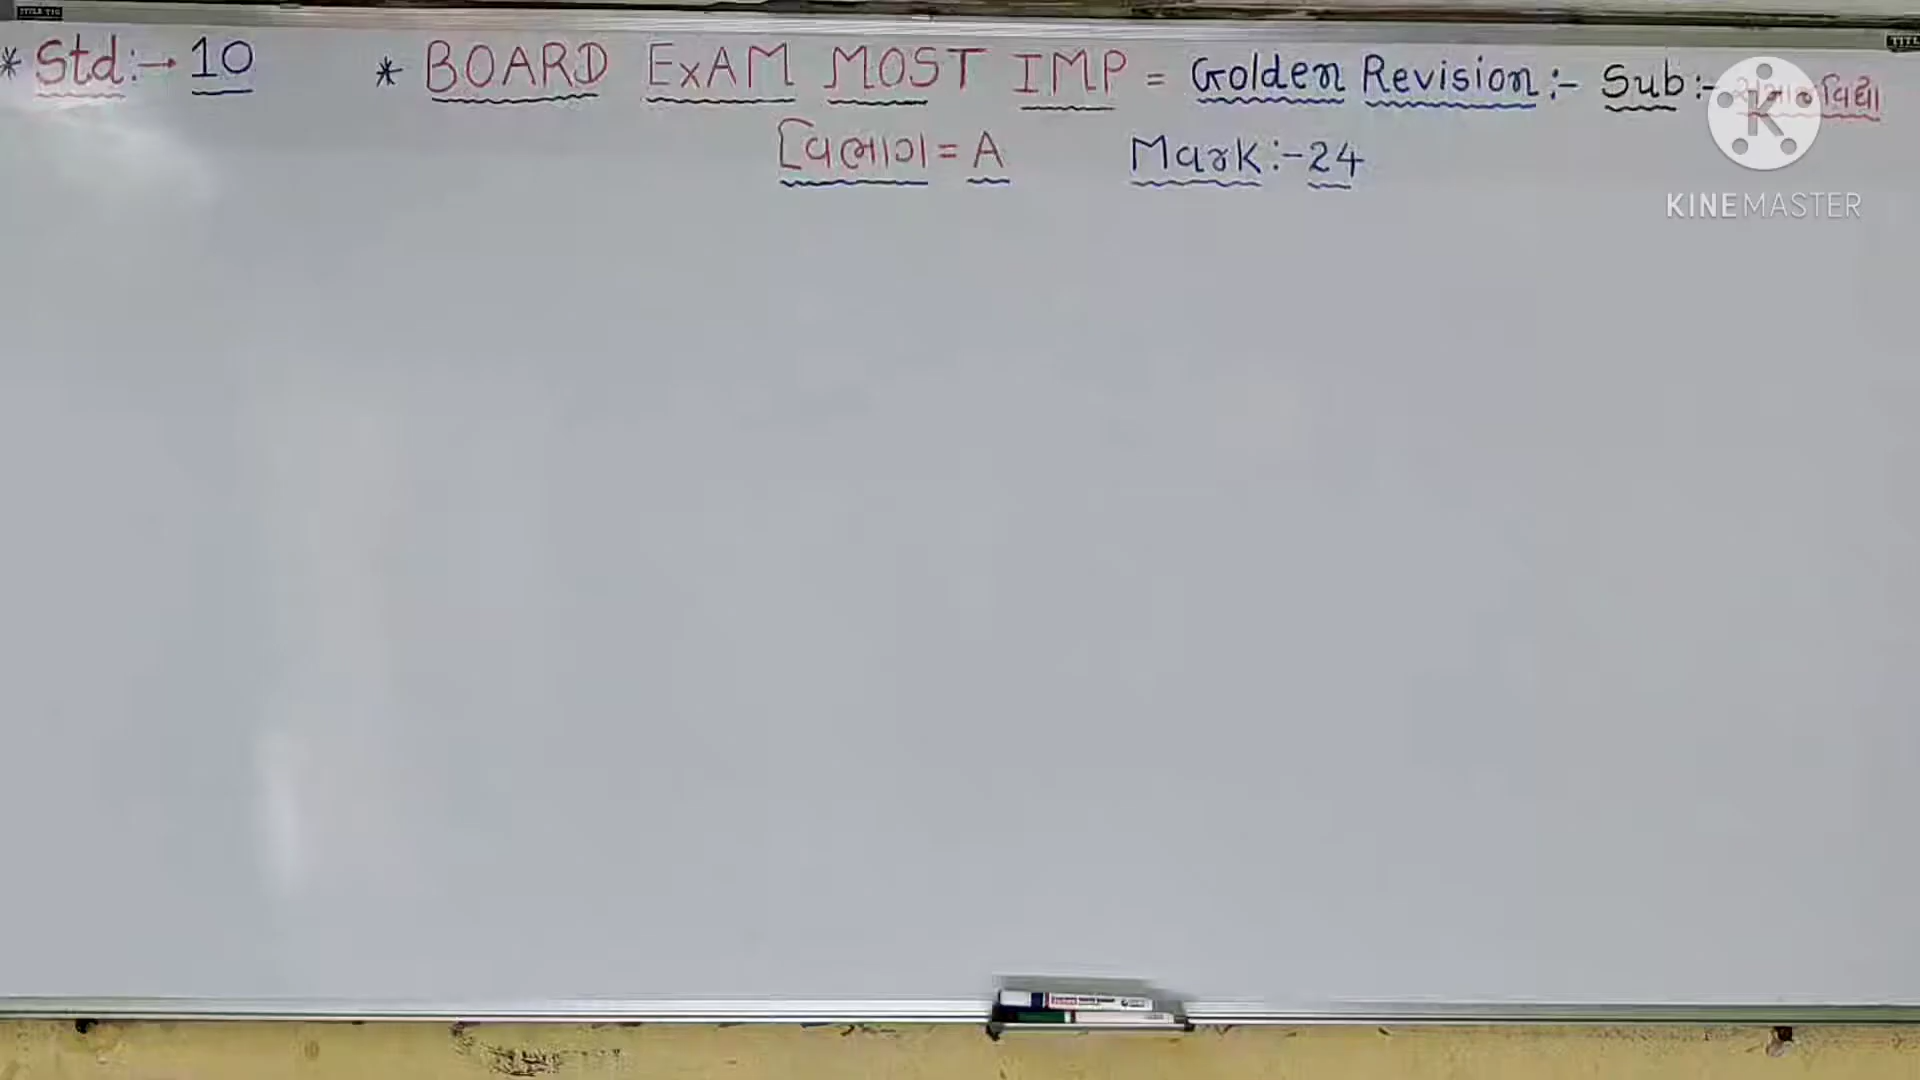 * Std:→ 10 * BOARD ExAM MOST IMP = Golden Revision:- Sub:-
વિભાગ = A Mark:-24
KINEMASTER